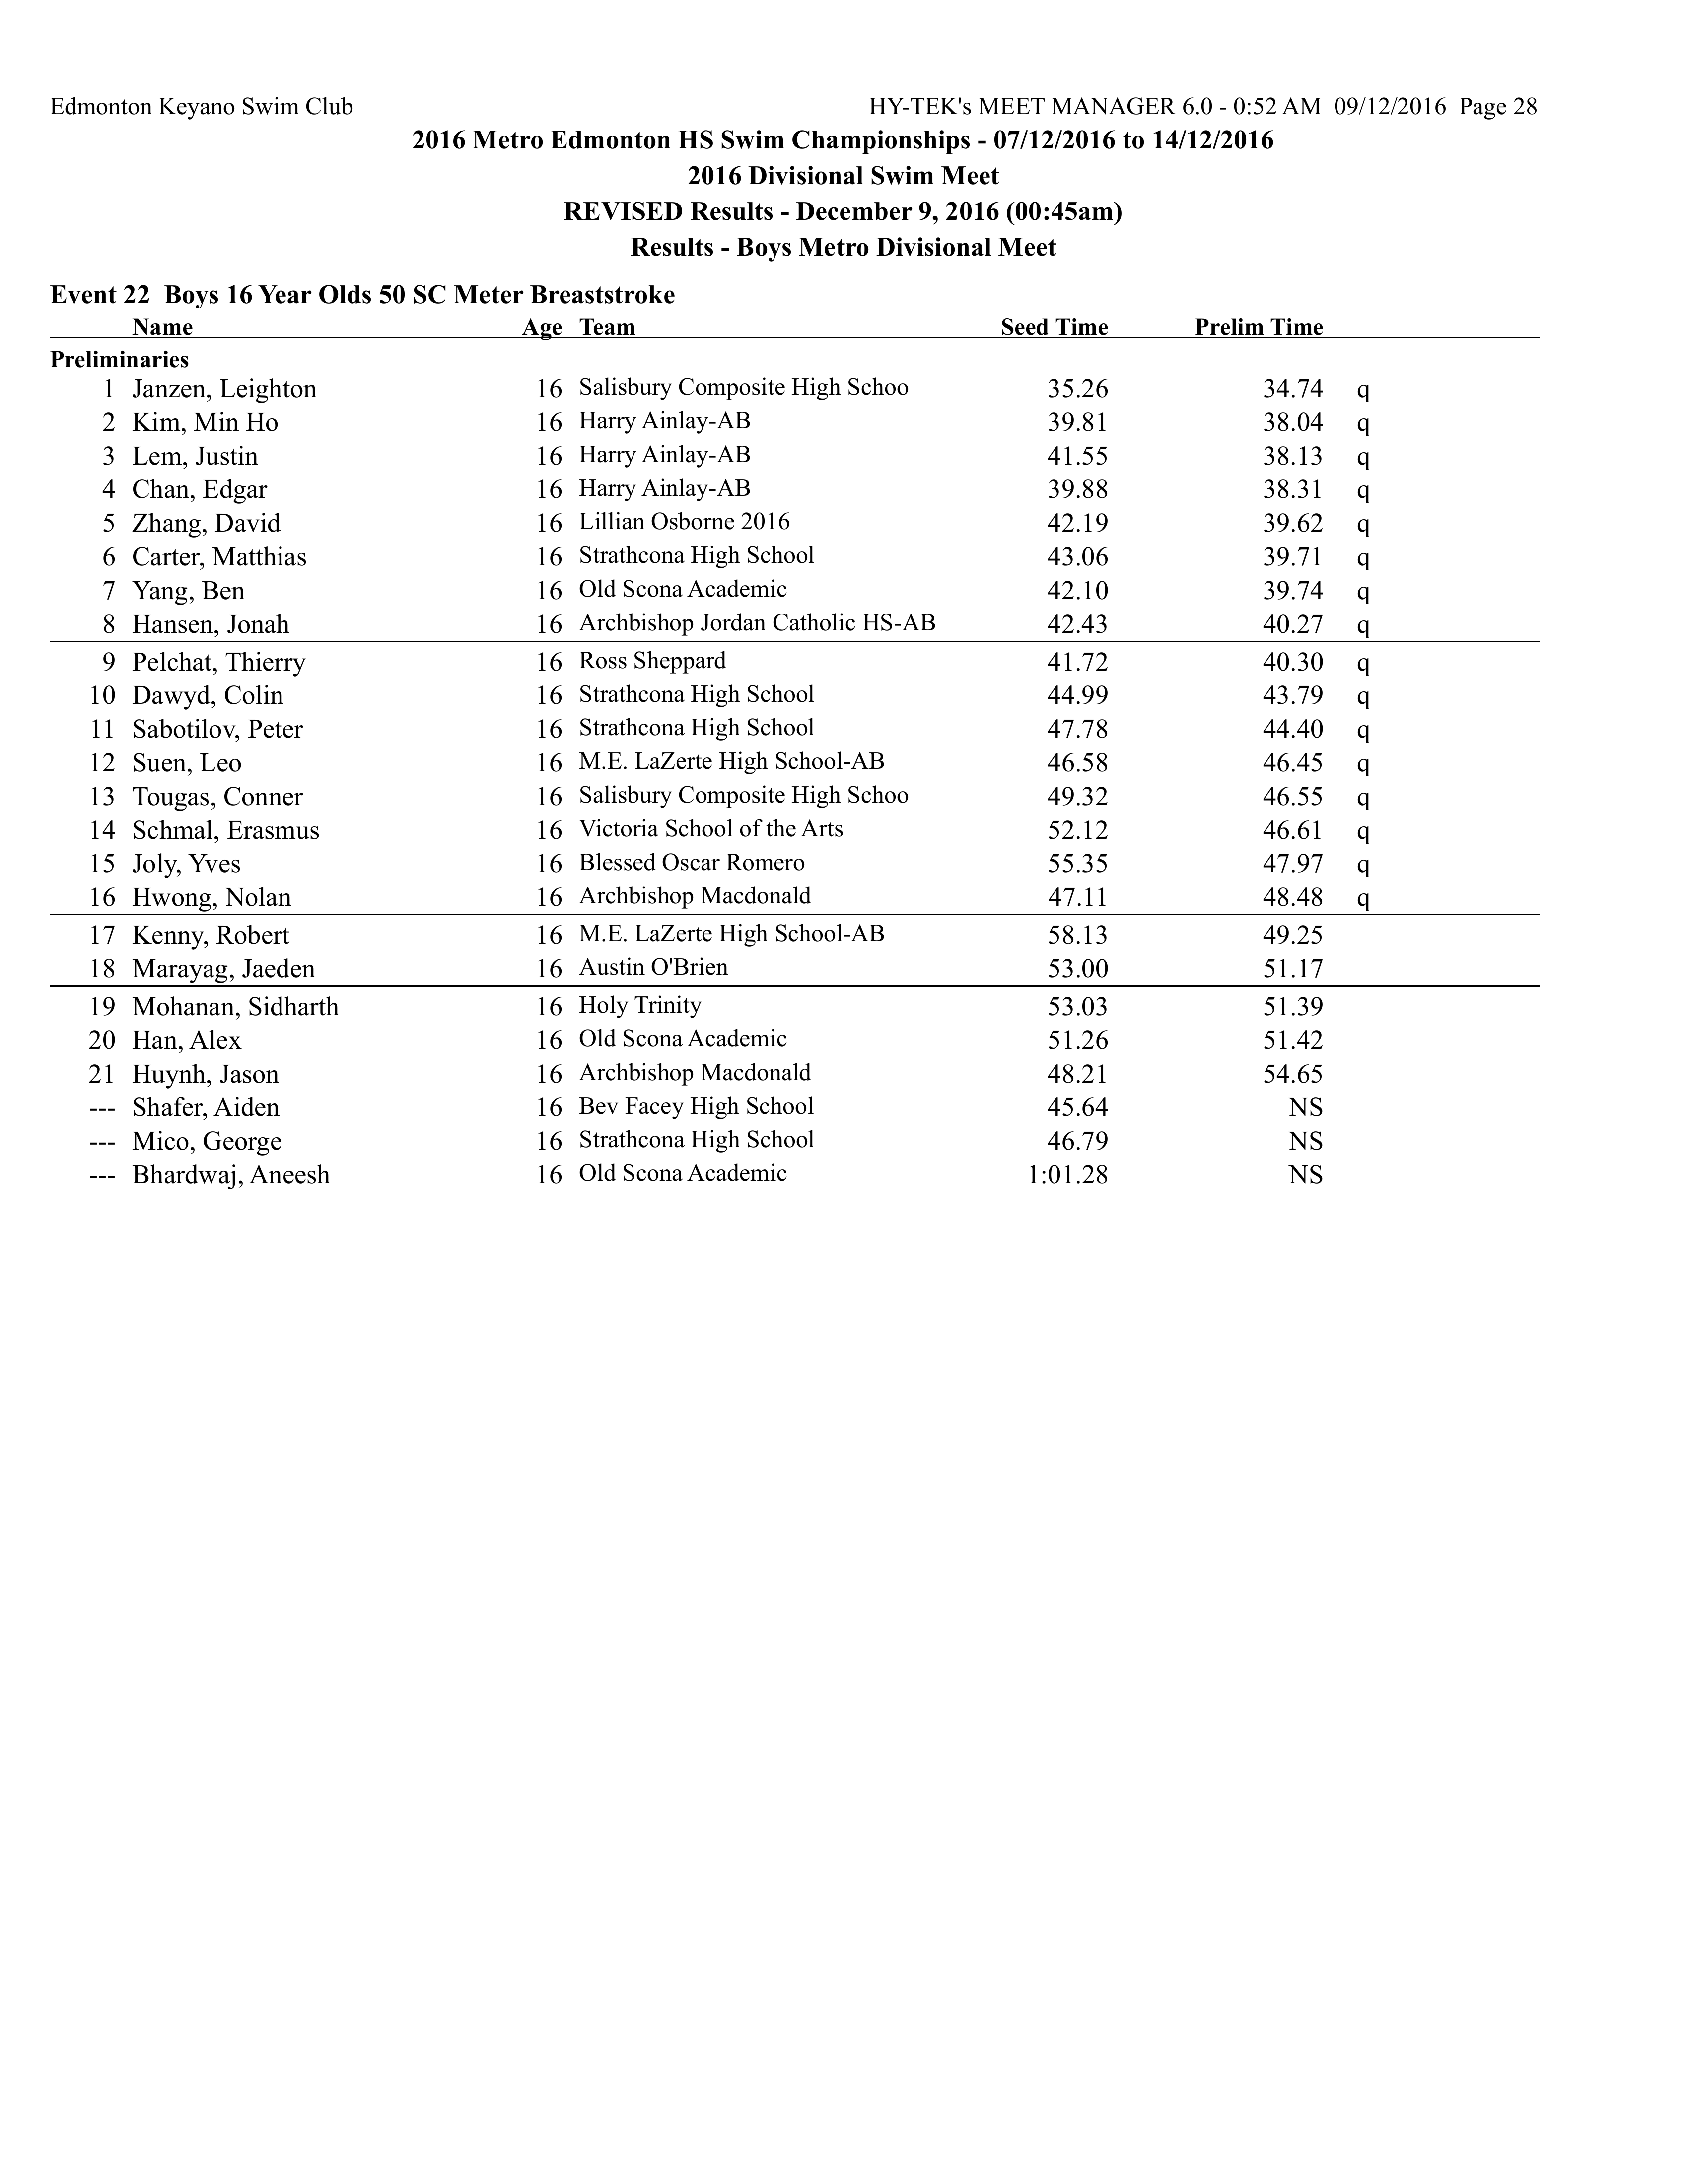 Edmonton Keyano Swim Club HY-TEK's MEET MANAGER 6.0 - 0:52 AM 09/12/2016 Page 28
2016 Metro Edmonton HS Swim Championships - 07/12/2016 to 14/12/2016
2016 Divisional Swim Meet
REVISED Results - December 9, 2016 (00:45am)
Results - Boys Metro Divisional Meet
Event 22 Boys 16 Year Olds 50 SC Meter Breaststroke
Name Age Team Seed Time Prelim Time
Preliminaries
1 Janzen, Leighton 16 Salisbury Composite High Schoo 35.26 34.74 q
2 Kim, Min Ho 16 Harry Ainlay-AB 39.81 38.04 q
3 Lem, Justin 16 Harry Ainlay-AB 41.55 38.13 q
4 Chan, Edgar 16 Harry Ainlay-AB 39.88 38.31 q
5 Zhang, David 16 Lillian Osborne 2016 42.19 39.62 q
6 Carter, Matthias 16 Strathcona High School 43.06 39.71 q
7 Yang, Ben 16 Old Scona Academic 42.10 39.74 q
8 Hansen, Jonah 16 Archbishop Jordan Catholic HS-AB 42.43 40.27 q
9 Pelchat, Thierry 16 Ross Sheppard 41.72 40.30 q
10 Dawyd, Colin 16 Strathcona High School 44.99 43.79 q
11 Sabotilov, Peter 16 Strathcona High School 47.78 44.40 q
12 Suen, Leo 16 M.E. LaZerte High School-AB 46.58 46.45 q
13 Tougas, Conner 16 Salisbury Composite High Schoo 49.32 46.55 q
14 Schmal, Erasmus 16 Victoria School of the Arts 52.12 46.61 q
15 Joly, Yves 16 Blessed Oscar Romero 55.35 47.97 q
16 Hwong, Nolan 16 Archbishop Macdonald 47.11 48.48 q
17 Kenny, Robert 16 M.E. LaZerte High School-AB 58.13 49.25
18 Marayag, Jaeden 16 Austin O'Brien 53.00 51.17
19 Mohanan, Sidharth 16 Holy Trinity 53.03 51.39
20 Han, Alex 16 Old Scona Academic 51.26 51.42
21 Huynh, Jason 16 Archbishop Macdonald 48.21 54.65
--- Shafer, Aiden 16 Bev Facey High School 45.64 NS
--- Mico, George 16 Strathcona High School 46.79 NS
--- Bhardwaj, Aneesh 16 Old Scona Academic 1:01.28 NS